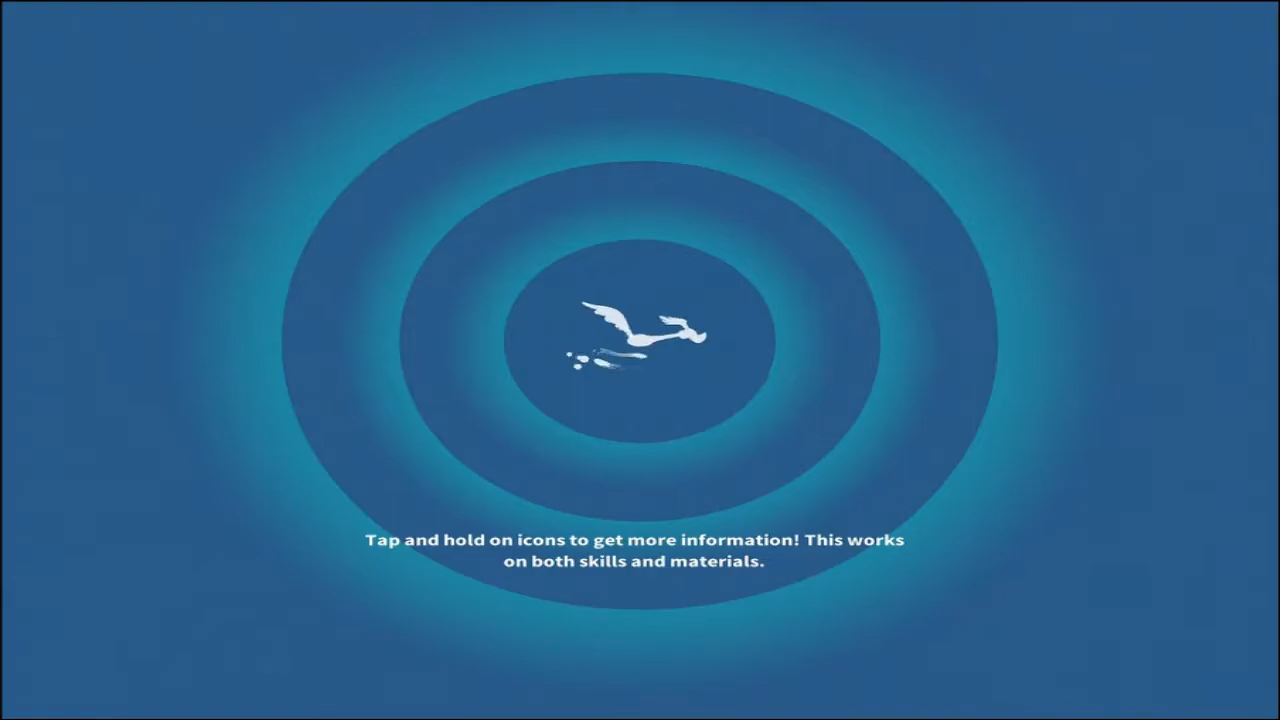 Tap and hold on icons to get more information! This works
on both skills and materials.